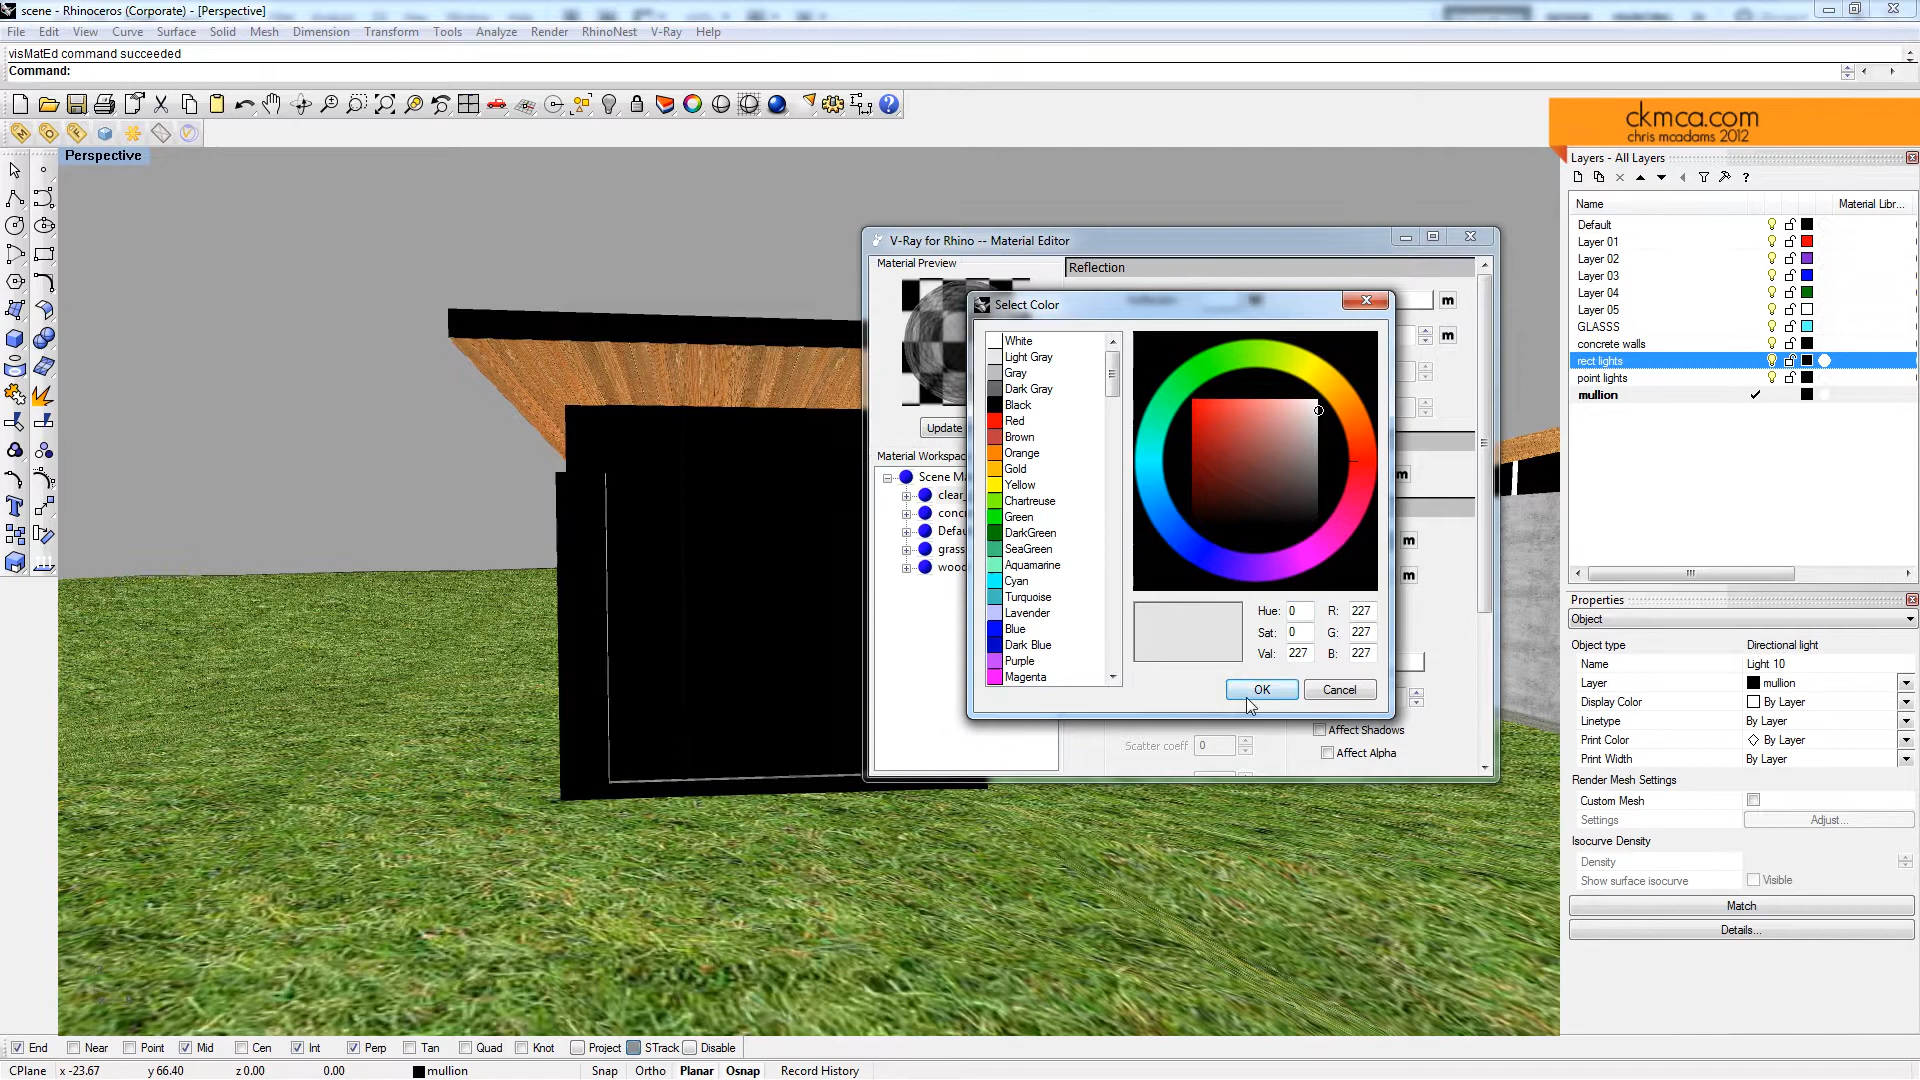 scene - Rhinoceros (Corporate) - [Perspective]
File Edit View Curve Surface Solid Mesh Dimension Transform Tools Analyze Render RhinoNest V-Ray Help
visMatEd command succeeded
Command:
ckmca.com
chris mcadams 2012
Perspective
Layers - All Layers
Name Material Libr...
Default
Layer 01
Layer 02
Layer 03
Layer 04
Layer 05
GLASSS
concrete walls
rect lights
point lights
mullion
V-Ray for Rhino -- Material Editor
Material Preview
Reflection
Update
Material Workspac
Scene Ma
clear_
concr
Defau
grass
wood
Scatter coeff 0
Affect Shadows
Affect Alpha
Select Color
White
Light Gray
Gray
Dark Gray
Black
Red
Brown
Orange
Gold
Yellow
Chartreuse
Green
DarkGreen
SeaGreen
Aquamarine
Cyan
Turquoise
Lavender
Blue
Dark Blue
Purple
Magenta
Hue: 0 R: 227
Sat: 0 G: 227
Val: 227 B: 227
OK Cancel
m
m
m
m
m
Properties
Object
Object type Directional light
Name Light 10
Layer mullion
Display Color By Layer
Linetype By Layer
Print Color By Layer
Print Width By Layer
Render Mesh Settings
Custom Mesh
Settings Adjust...
Isocurve Density
Density
Show surface isocurve Visible
Match
Details...
End Near Point Mid Cen Int Perp Tan Quad Knot Project STrack Disable
CPlane x -23.67 y 66.40 z 0.00 0.00 mullion Snap Ortho Planar Osnap Record History